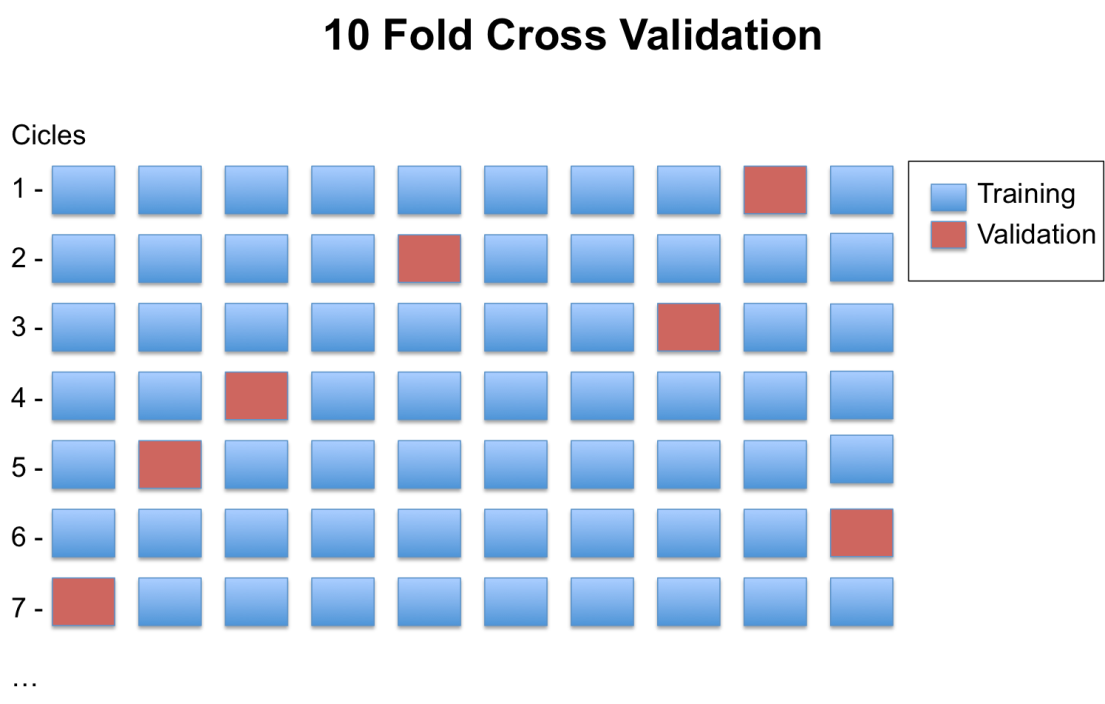 10 Fold Cross Validation
Cicles
1 -
2 -
3 -
4 -
5 -
6 -
7 -
...
Training
Validation